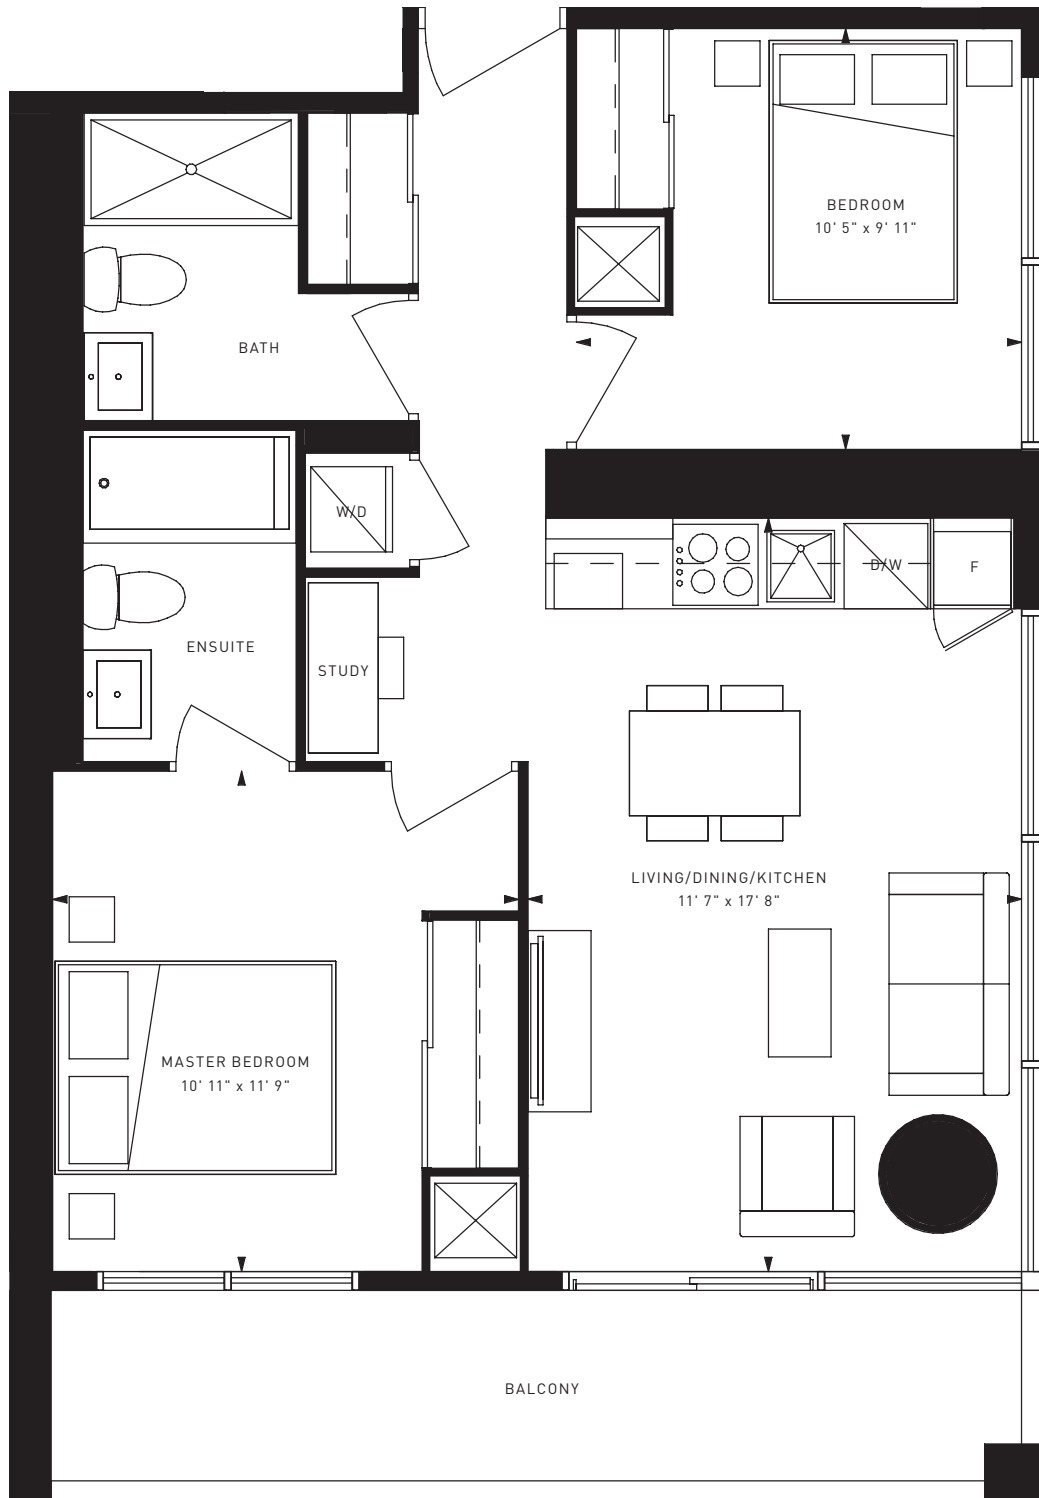 BEDROOM
10' 5" x 9' 11"
BATH
W/D
D/W
F
ENSUITE
STUDY
LIVING/DINING/KITCHEN
11' 7" x 17' 8"
MASTER BEDROOM
10' 11" x 11' 9"
BALCONY